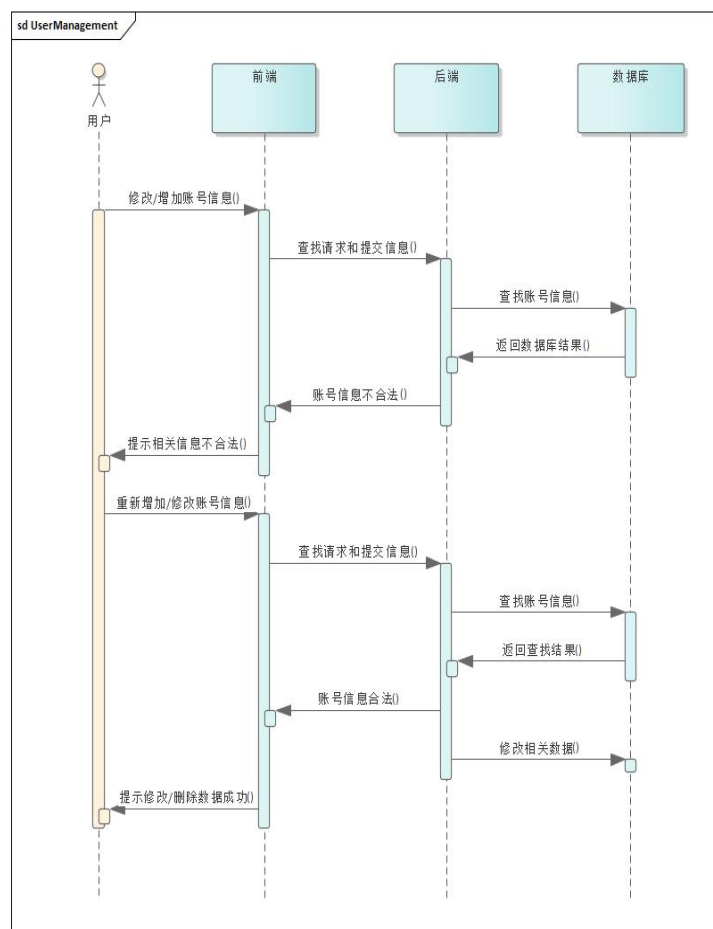 sd UserManagement
用户
前端
后端
数据库
修改/增加账号信息()
查找请求和提交信息()
查找账号信息()
返回数据库结果()
账号信息不合法()
提示相关信息不合法()
重新增加/修改账号信息()
查找请求和提交信息()
查找账号信息()
返回查找结果()
账号信息合法()
修改相关数据()
提示修改/删除数据成功()